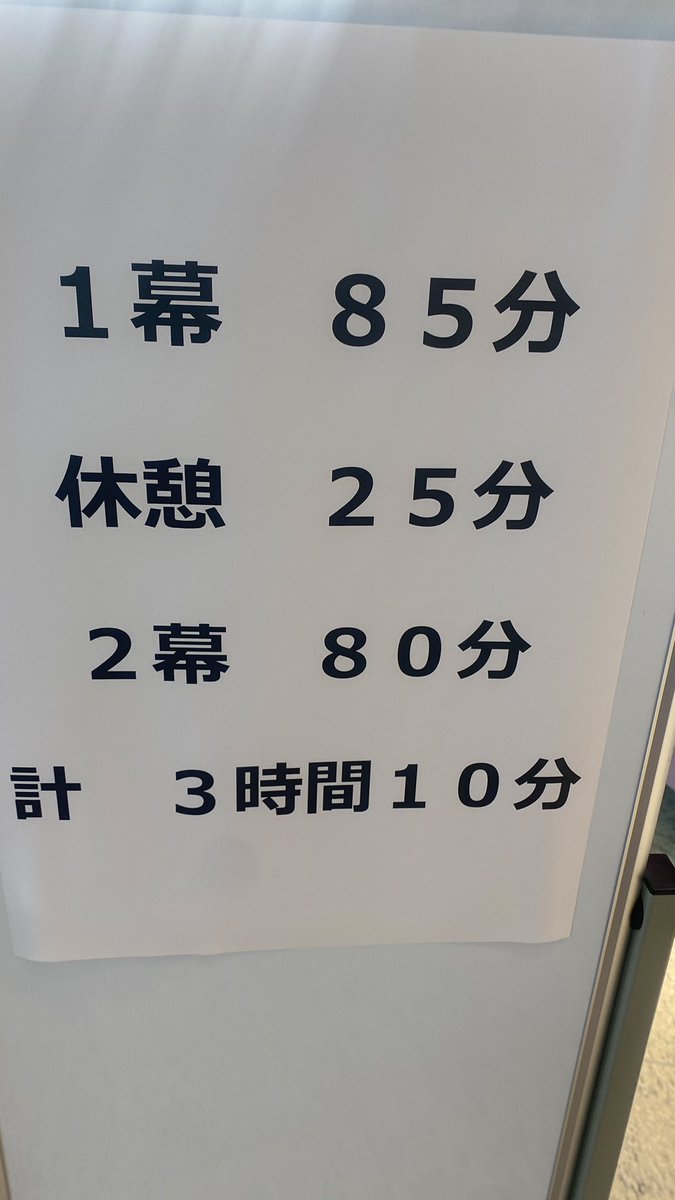 1幕　85分
休憩　25分
2幕　80分
計　3時間10分